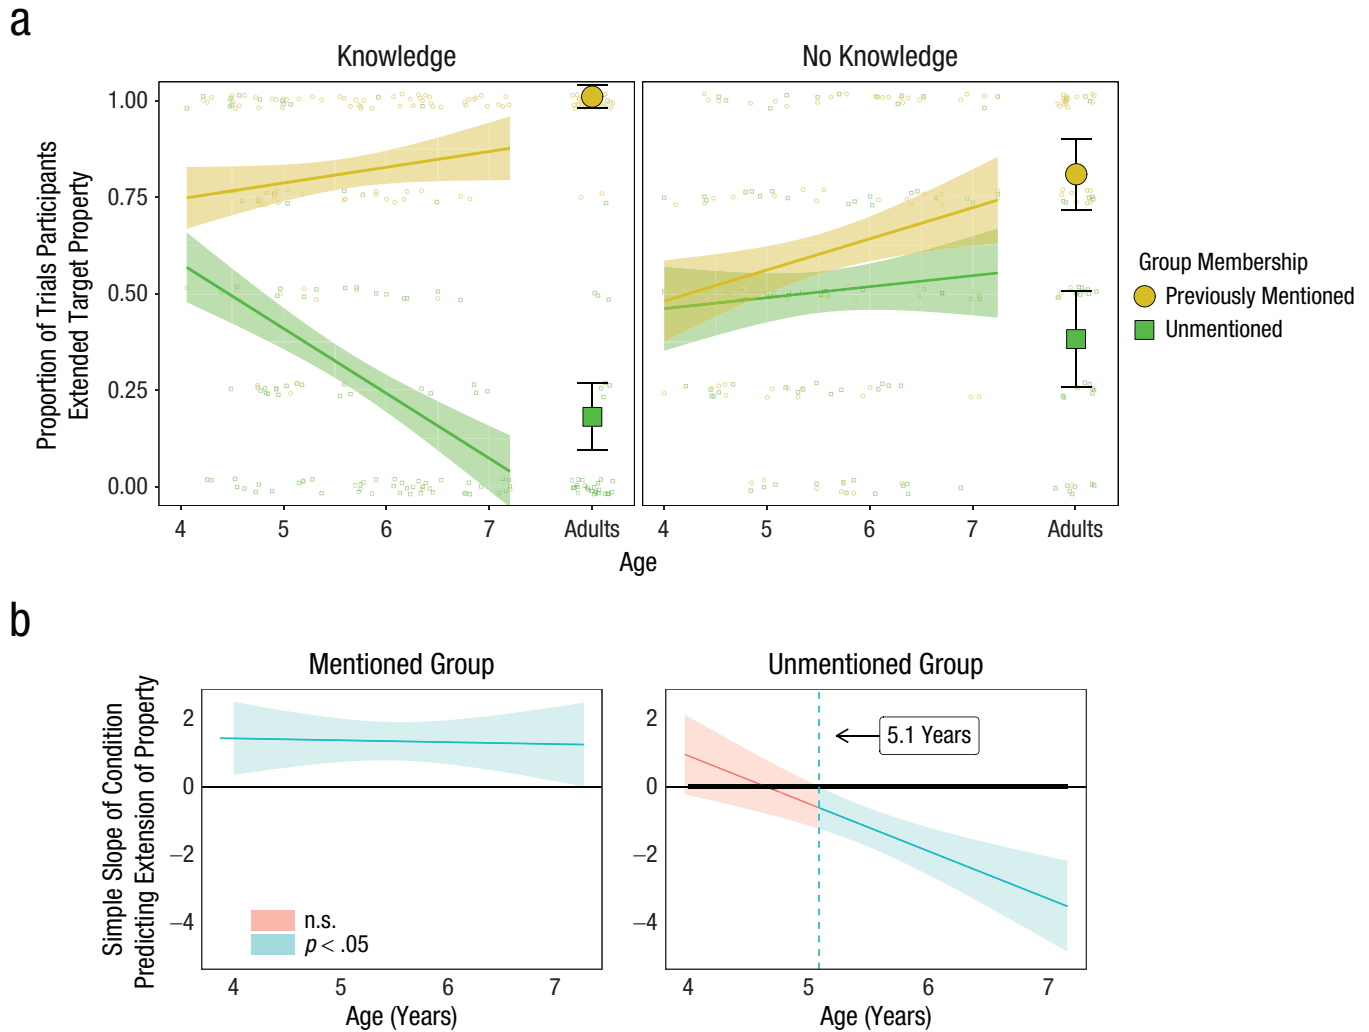 a
Knowledge
No Knowledge
Proportion of Trials Participants
Extended Target Property
1.00
0.75
0.50
0.25
0.00
4 5 6 7 Adults
4 5 6 7 Adults
Age
Group Membership
Previously Mentioned
Unmentioned
b
Mentioned Group
Unmentioned Group
Simple Slope of Condition
Predicting Extension of Property
2
0
−2
−4
n.s.
p < .05
4 5 6 7
Age (Years)
2
0
−2
−4
5.1 Years
4 5 6 7
Age (Years)